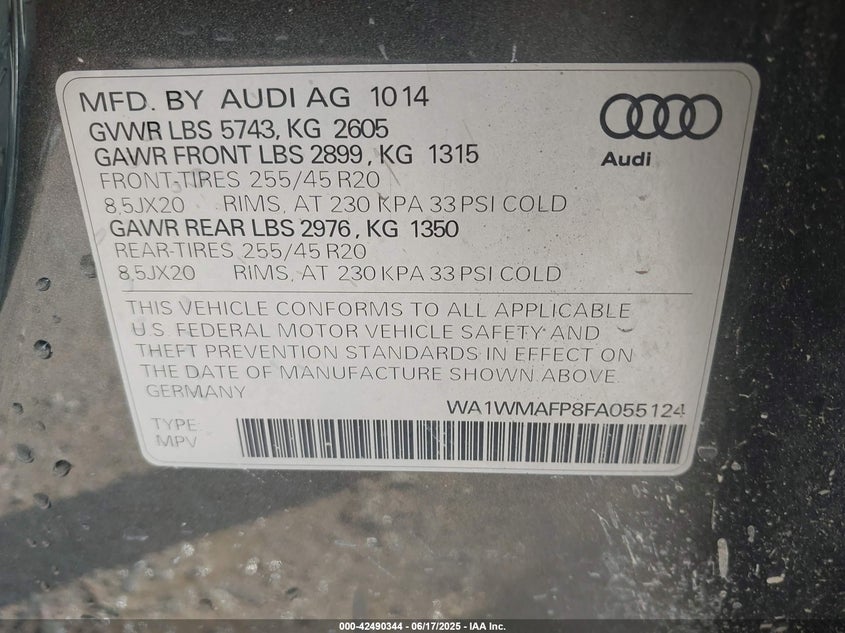 MFD. BY AUDI AG 1014
GVWR LBS 5743, KG 2605
GAWR FRONT LBS 2899, KG 1315
FRONT-TIRES 255/45 R20
8,5JX20 RIMS, AT 230 KPA 33 PSI COLD
GAWR REAR LBS 2976, KG 1350
REAR-TIRES 255/45 R20
8,5JX20 RIMS, AT 230 KPA 33 PSI COLD
Audi
THIS VEHICLE CONFORMS TO ALL APPLICABLE
U.S. FEDERAL MOTOR VEHICLE SAFETY AND
THEFT PREVENTION STANDARDS IN EFFECT ON
THE DATE OF MANUFACTURE SHOWN ABOVE.
GERMANY
WA1WMAFP8FA055124
TYPE
MPV
000-42490344 - 06/17/2025 - IAA Inc.